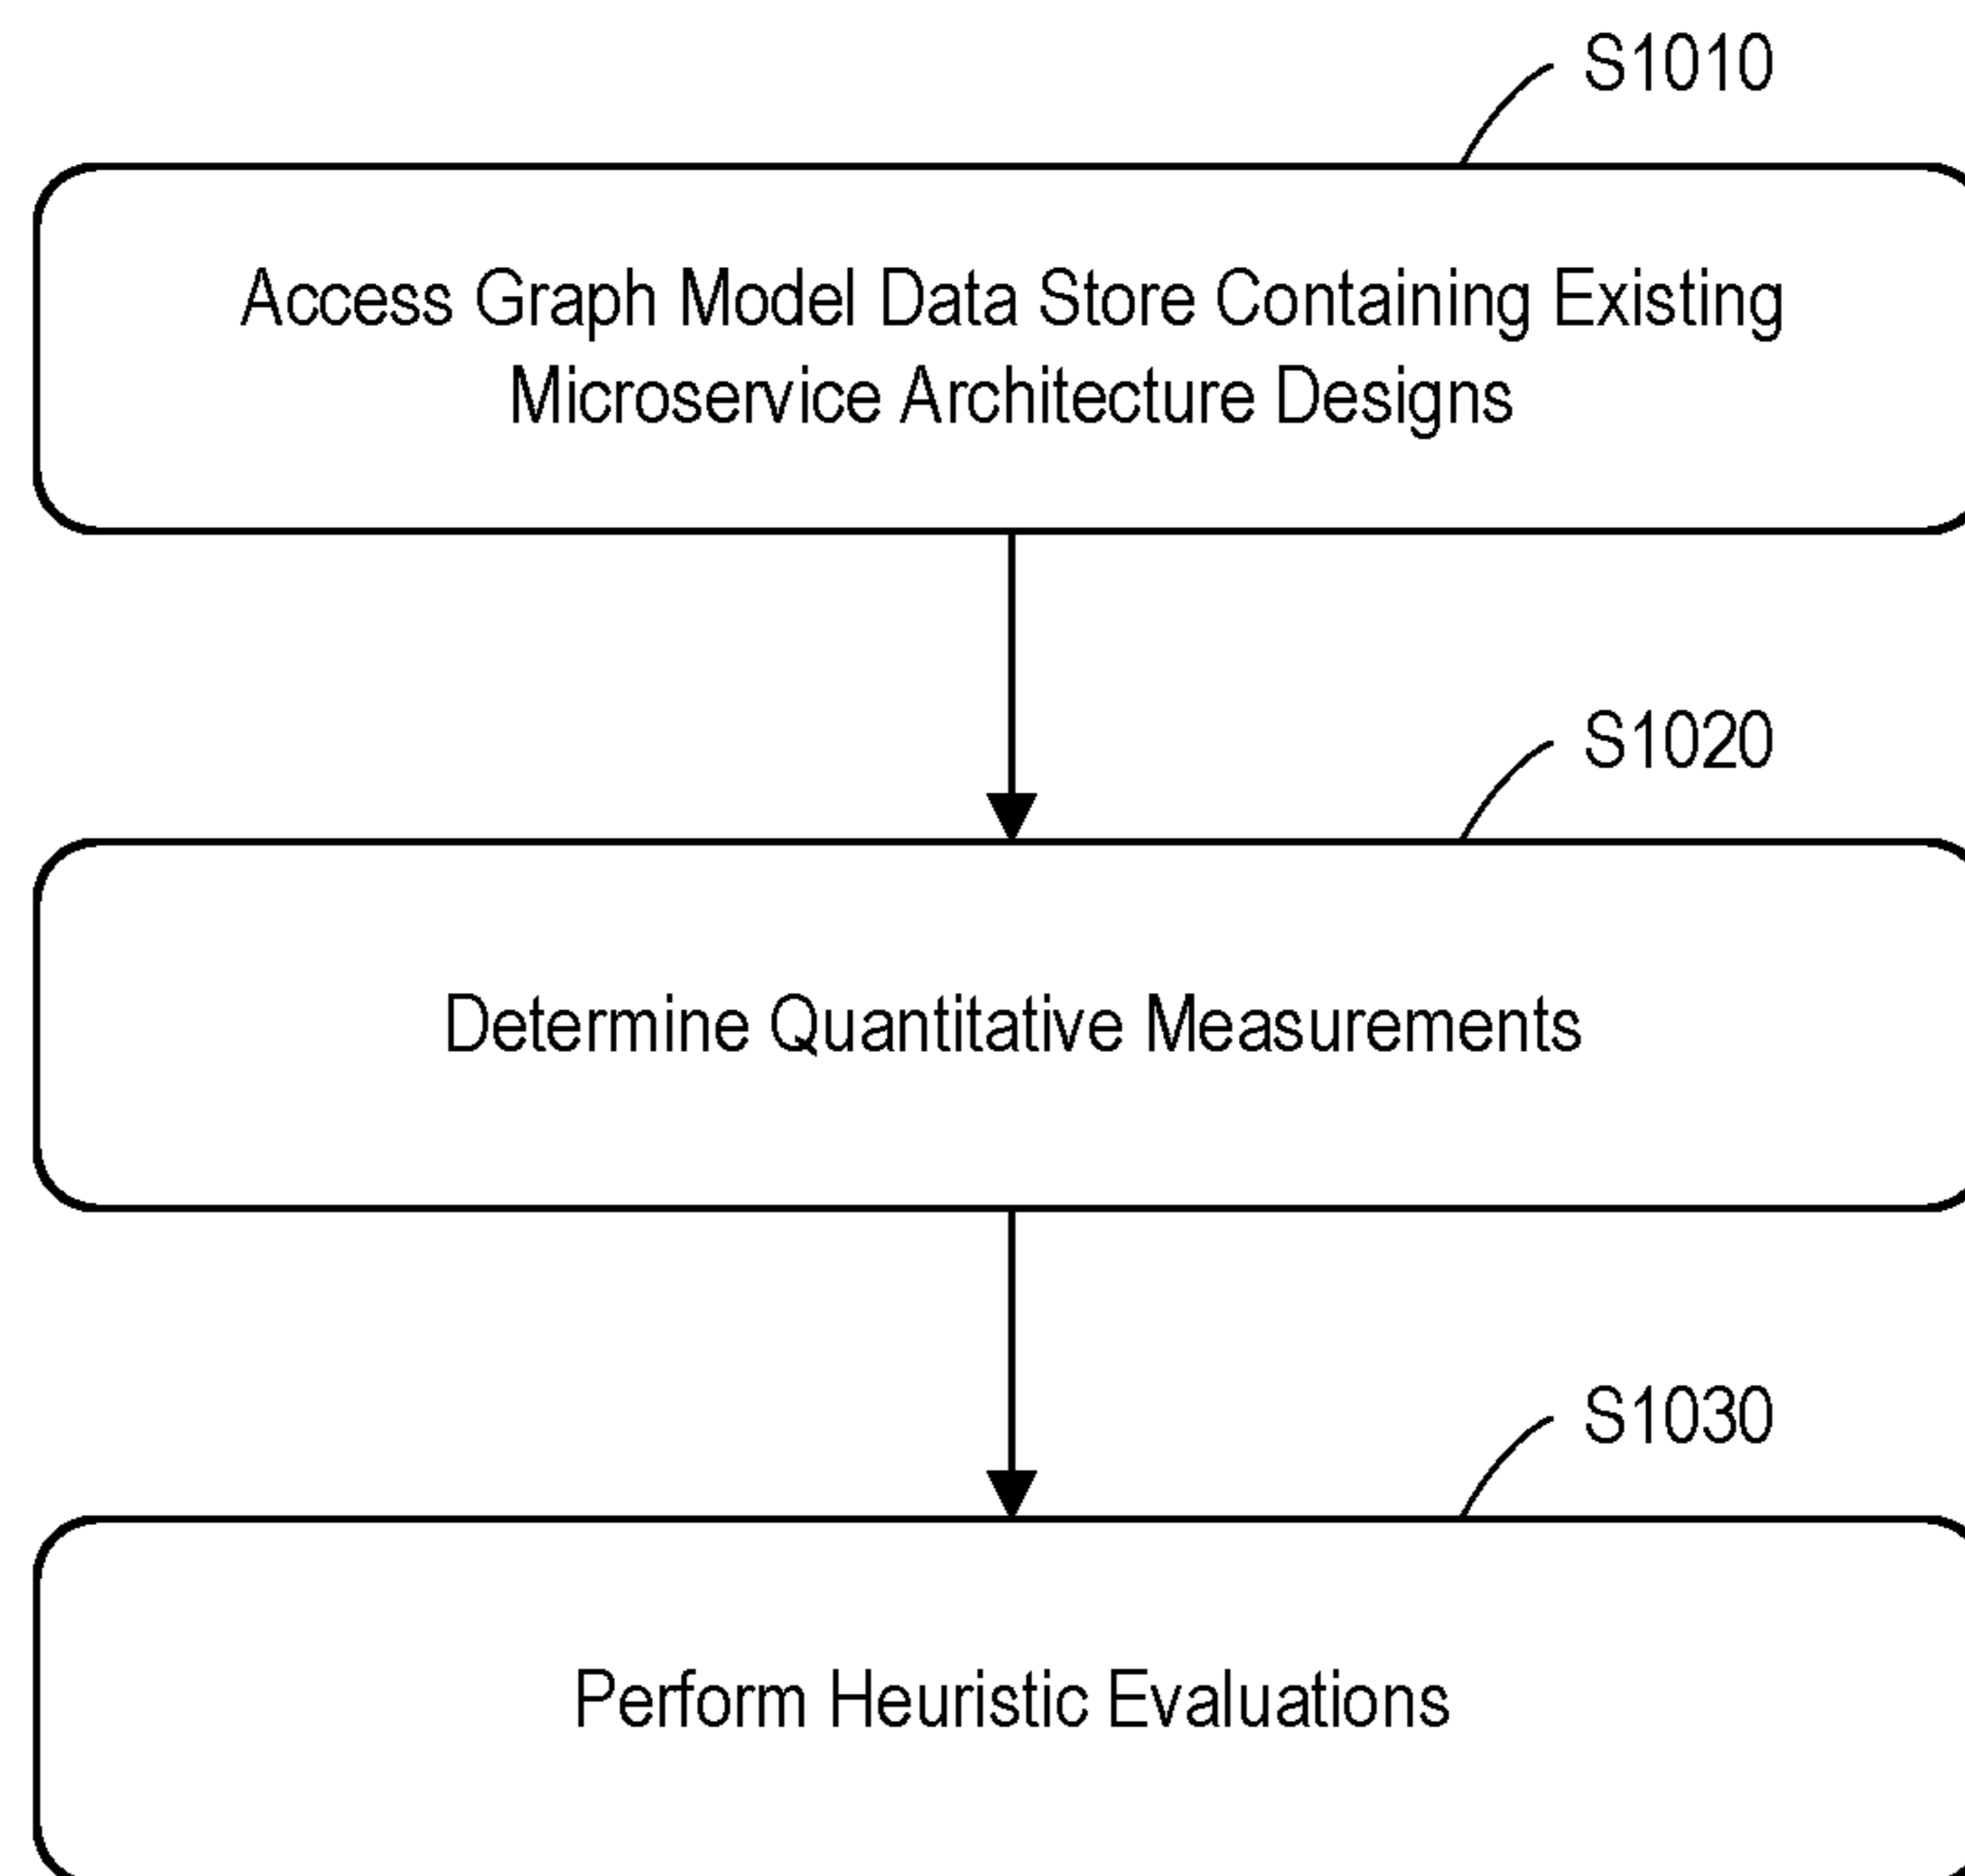 S1010
Access Graph Model Data Store Containing Existing
Microservice Architecture Designs
S1020
Determine Quantitative Measurements
S1030
Perform Heuristic Evaluations